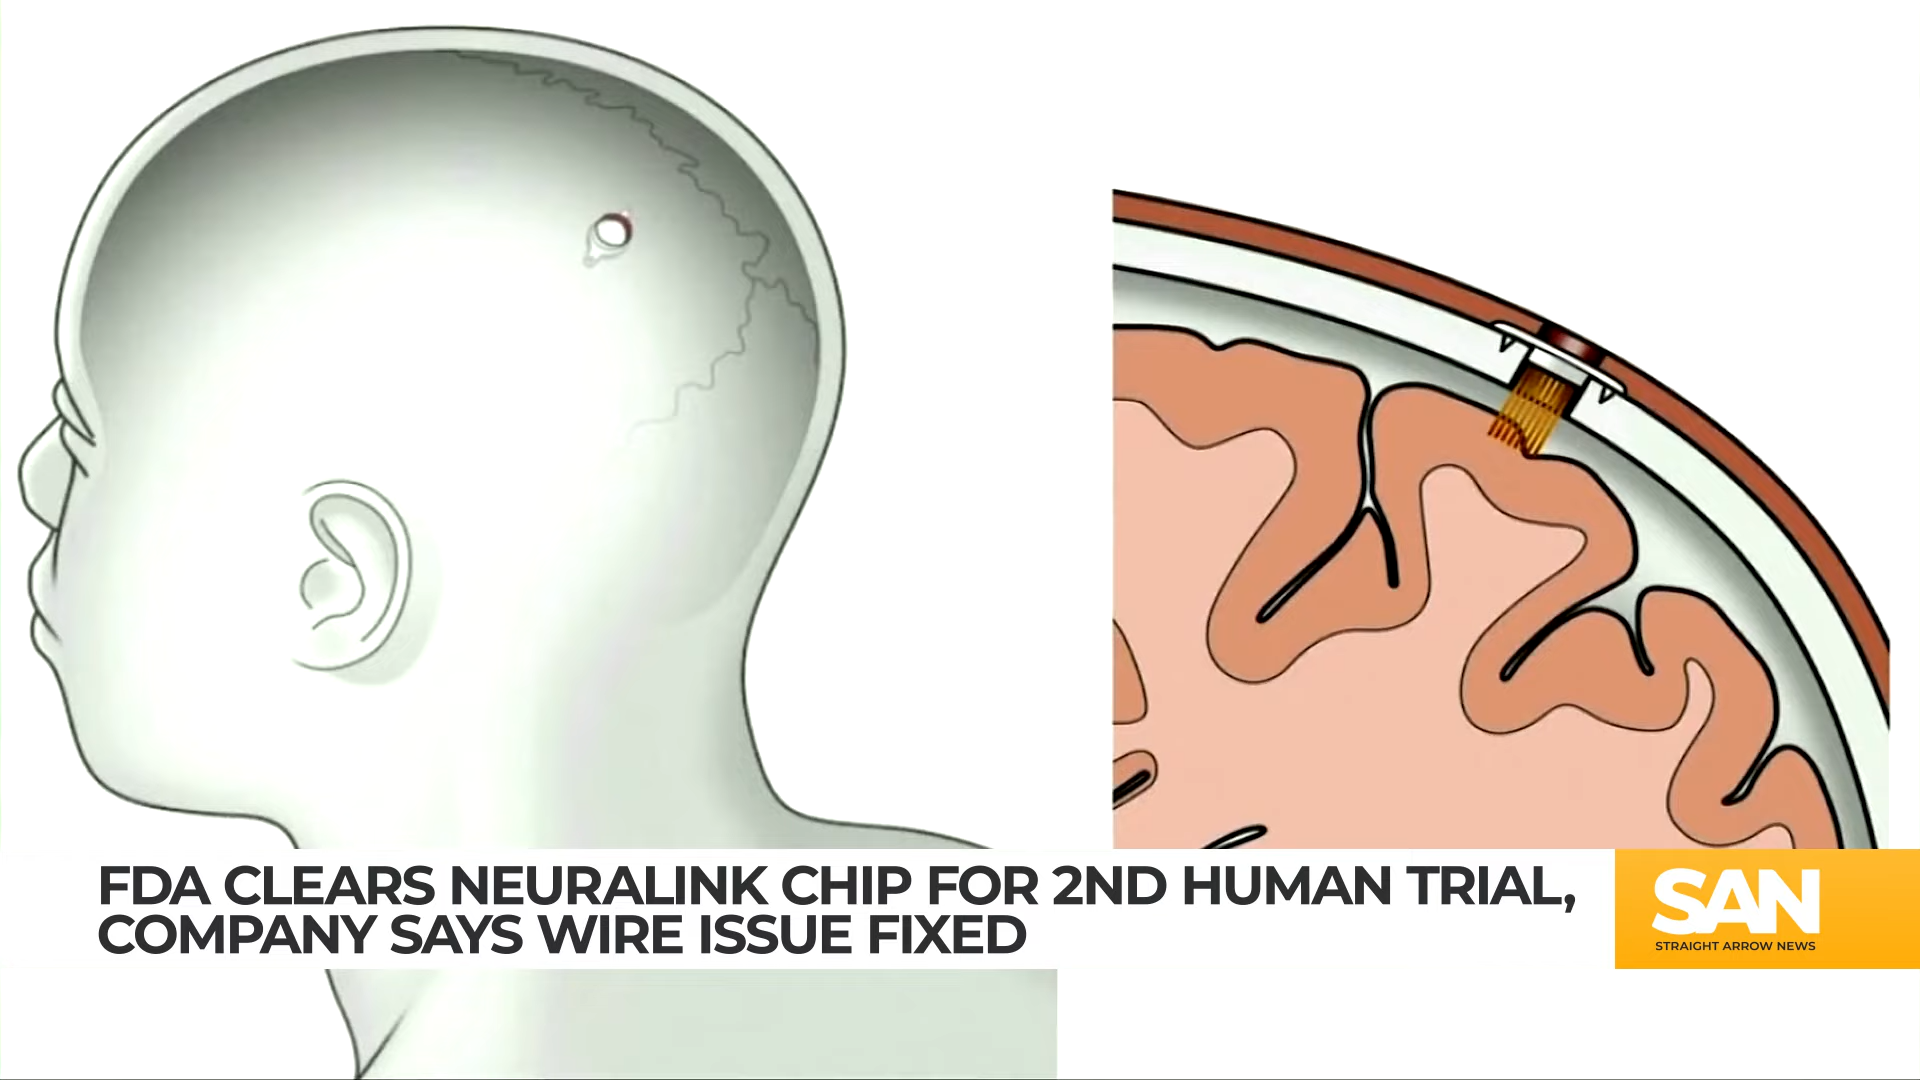 FDA CLEARS NEURALINK CHIP FOR 2ND HUMAN TRIAL,
COMPANY SAYS WIRE ISSUE FIXED
SAN
STRAIGHT ARROW NEWS